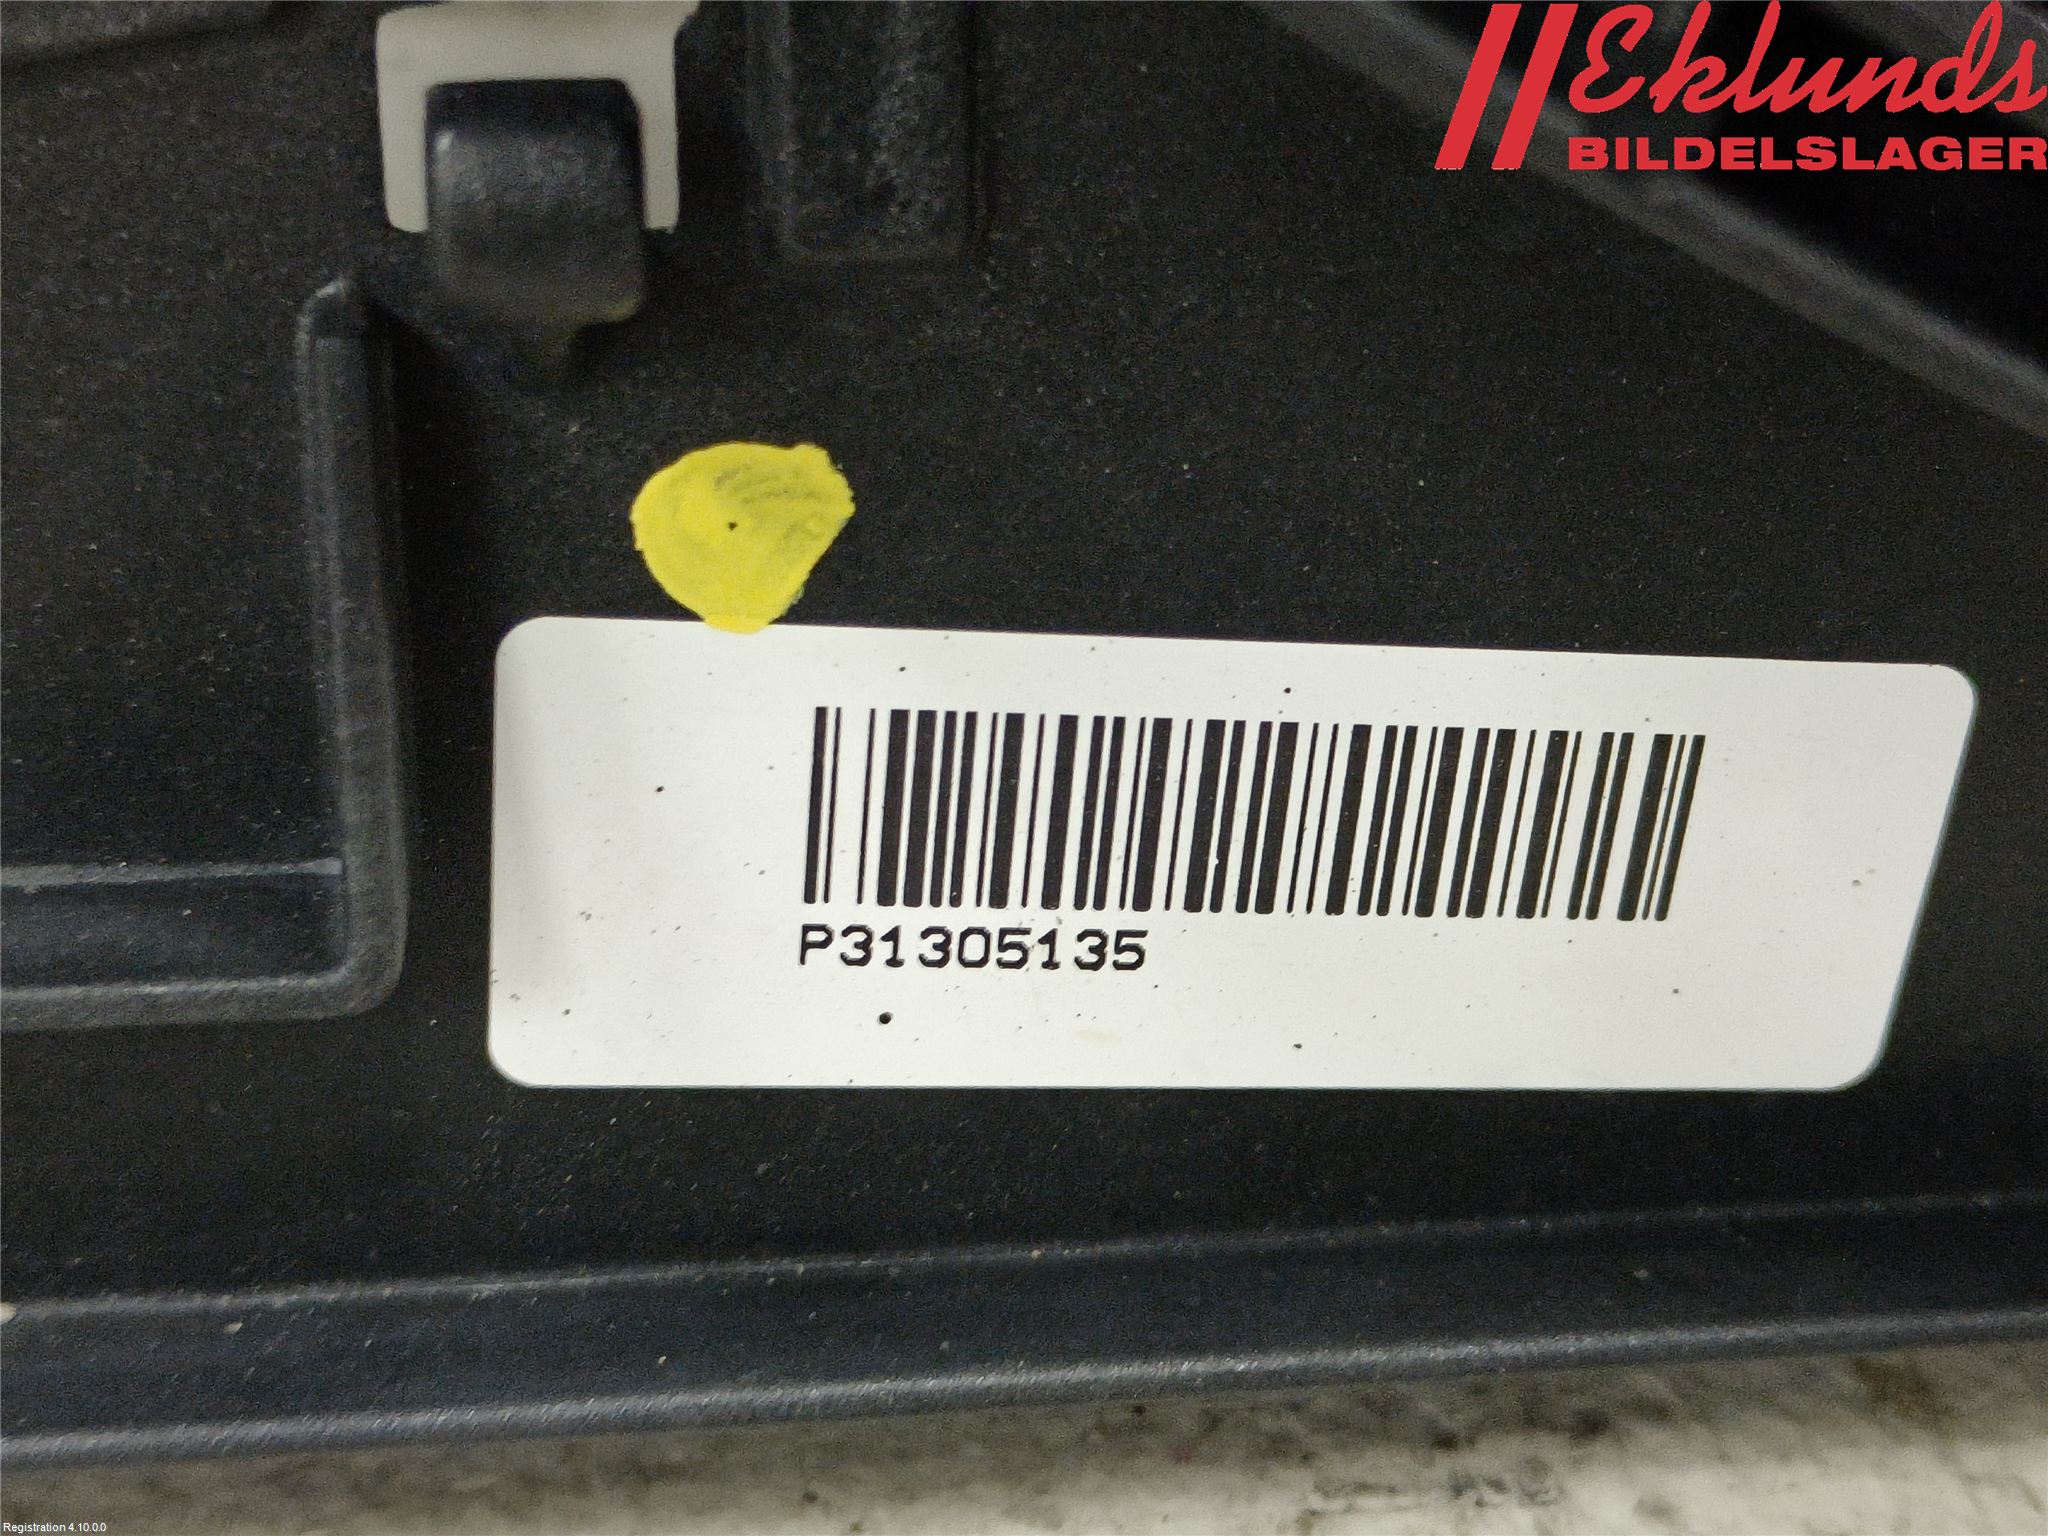 Eklunds
BILDELSLAGER
P31305135
Registration 4.10.0.0